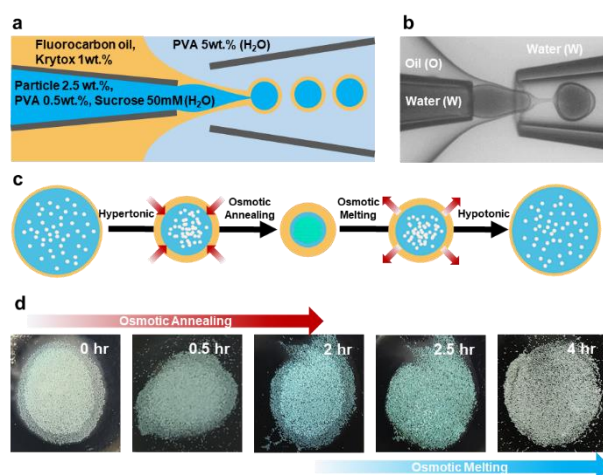 a
Fluorocarbon oil,
Krytox 1wt.%
PVA 5wt.% (H₂O)
Particle 2.5 wt.%,
PVA 0.5wt.%, Sucrose 50mM (H₂O)
b
Oil (O)
Water (W)
Water (W)
c
Hypertonic
Osmotic
Annealing
Osmotic
Melting
Hypotonic
d
Osmotic Annealing
0 hr
0.5 hr
2 hr
2.5 hr
4 hr
Osmotic Melting